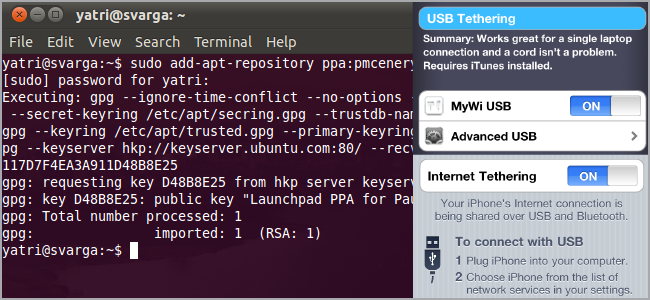 yatri@svarga: ~
File Edit View Search Terminal Help
yatri@svarga:~$ sudo add-apt-repository ppa:pmcenery
[sudo] password for yatri:
Executing: gpg --ignore-time-conflict --no-options
--secret-keyring /etc/apt/secring.gpg --trustdb-nam
gpg --keyring /etc/apt/trusted.gpg --primary-keyring
pg --keyserver hkp://keyserver.ubuntu.com:80/ --recv
117D7F4EA3A911D48B8E25
gpg: requesting key D48B8E25 from hkp server keyserv
gpg: key D48B8E25: public key "Launchpad PPA for Pau
gpg: Total number processed: 1
gpg: imported: 1 (RSA: 1)
yatri@svarga:~$
USB Tethering
Summary: Works great for a single laptop
connection and a cord isn't a problem.
Requires iTunes installed.
MyWi USB ON
Advanced USB
Internet Tethering ON
Your iPhone's Internet connection is
being shared over USB and Bluetooth.
To connect with USB
1 Plug iPhone into your computer.
2 Choose iPhone from the list of
network services in your settings.